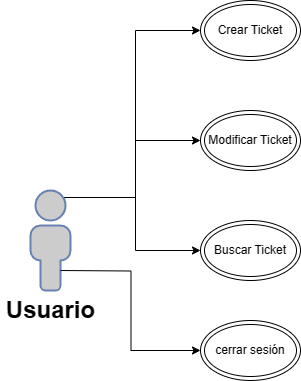 Crear Ticket
Modificar Ticket
Buscar Ticket
Usuario
cerrar sesión